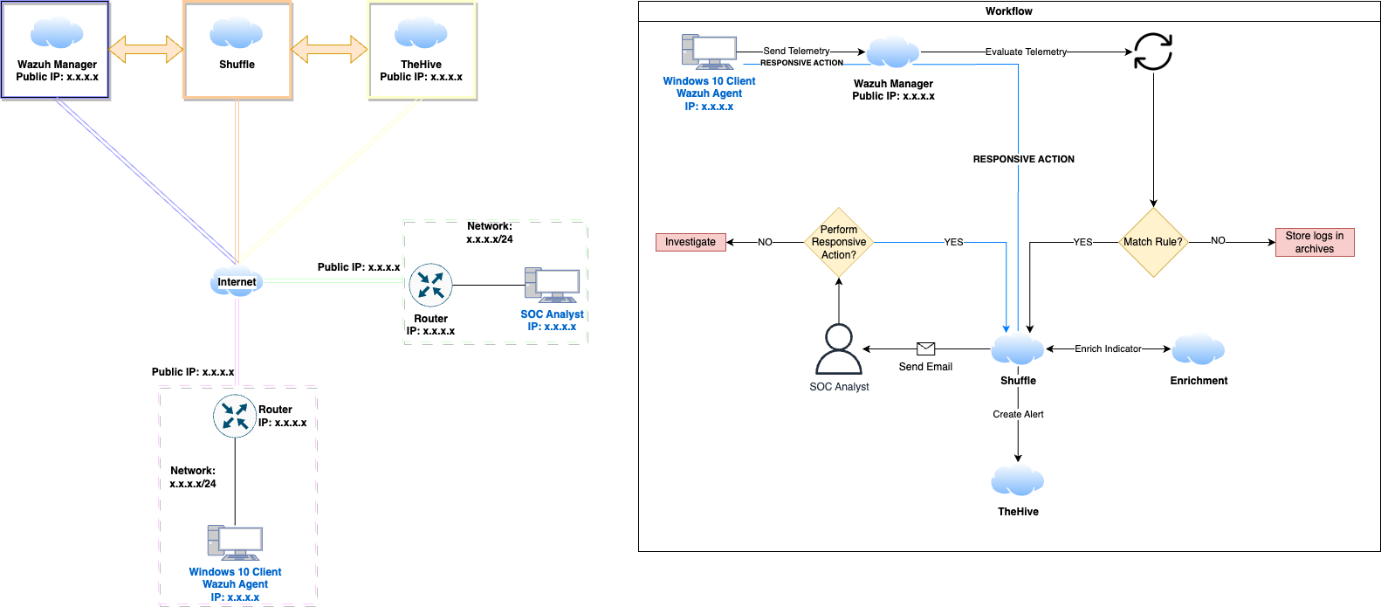 Wazuh Manager
Public IP: x.x.x.x
Shuffle
TheHive
Public IP: x.x.x.x
Internet
Public IP: x.x.x.x
Network:
x.x.x.x/24
Router
IP: x.x.x.x
SOC Analyst
IP: x.x.x.x
Public IP: x.x.x.x
Router
IP: x.x.x.x
Network:
x.x.x.x/24
Windows 10 Client
Wazuh Agent
IP: x.x.x.x
Workflow
Send Telemetry
RESPONSIVE ACTION
Windows 10 Client
Wazuh Agent
IP: x.x.x.x
Wazuh Manager
Public IP: x.x.x.x
Evaluate Telemetry
RESPONSIVE ACTION
Investigate
NO
Perform
Responsive
Action?
YES
YES
Match Rule?
NO
Store logs in
archives
SOC Analyst
Send Email
Shuffle
Enrich Indicator
Enrichment
Create Alert
TheHive